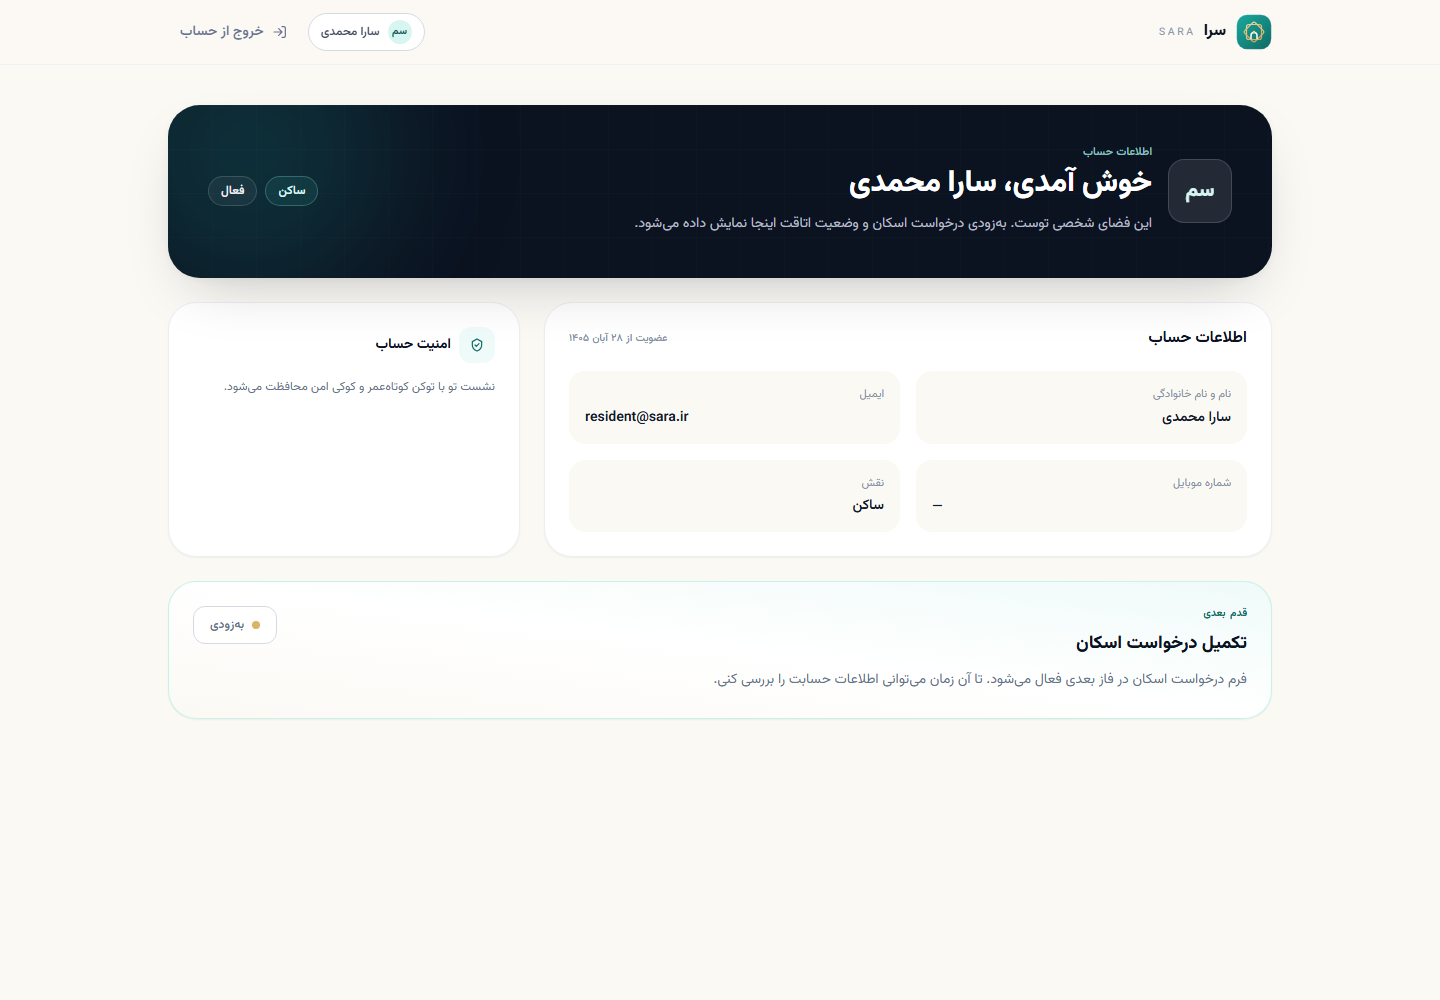 سرا SARA
سم سارا محمدی
خروج از حساب
سم
اطلاعات حساب
خوش آمدی، سارا محمدی
این فضای شخصی توست. به‌زودی درخواست اسکان و وضعیت اتاقت اینجا نمایش داده می‌شود.
ساکن
فعال
اطلاعات حساب
عضویت از ۲۸ آبان ۱۴۰۵
نام و نام خانوادگی
سارا محمدی
ایمیل
resident@sara.ir
شماره موبایل
—
نقش
ساکن
امنیت حساب
نشست تو با توکن کوتاه‌عمر و کوکی امن محافظت می‌شود.
قدم بعدی
تکمیل درخواست اسکان
فرم درخواست اسکان در فاز بعدی فعال می‌شود. تا آن زمان می‌توانی اطلاعات حسابت را بررسی کنی.
به‌زودی